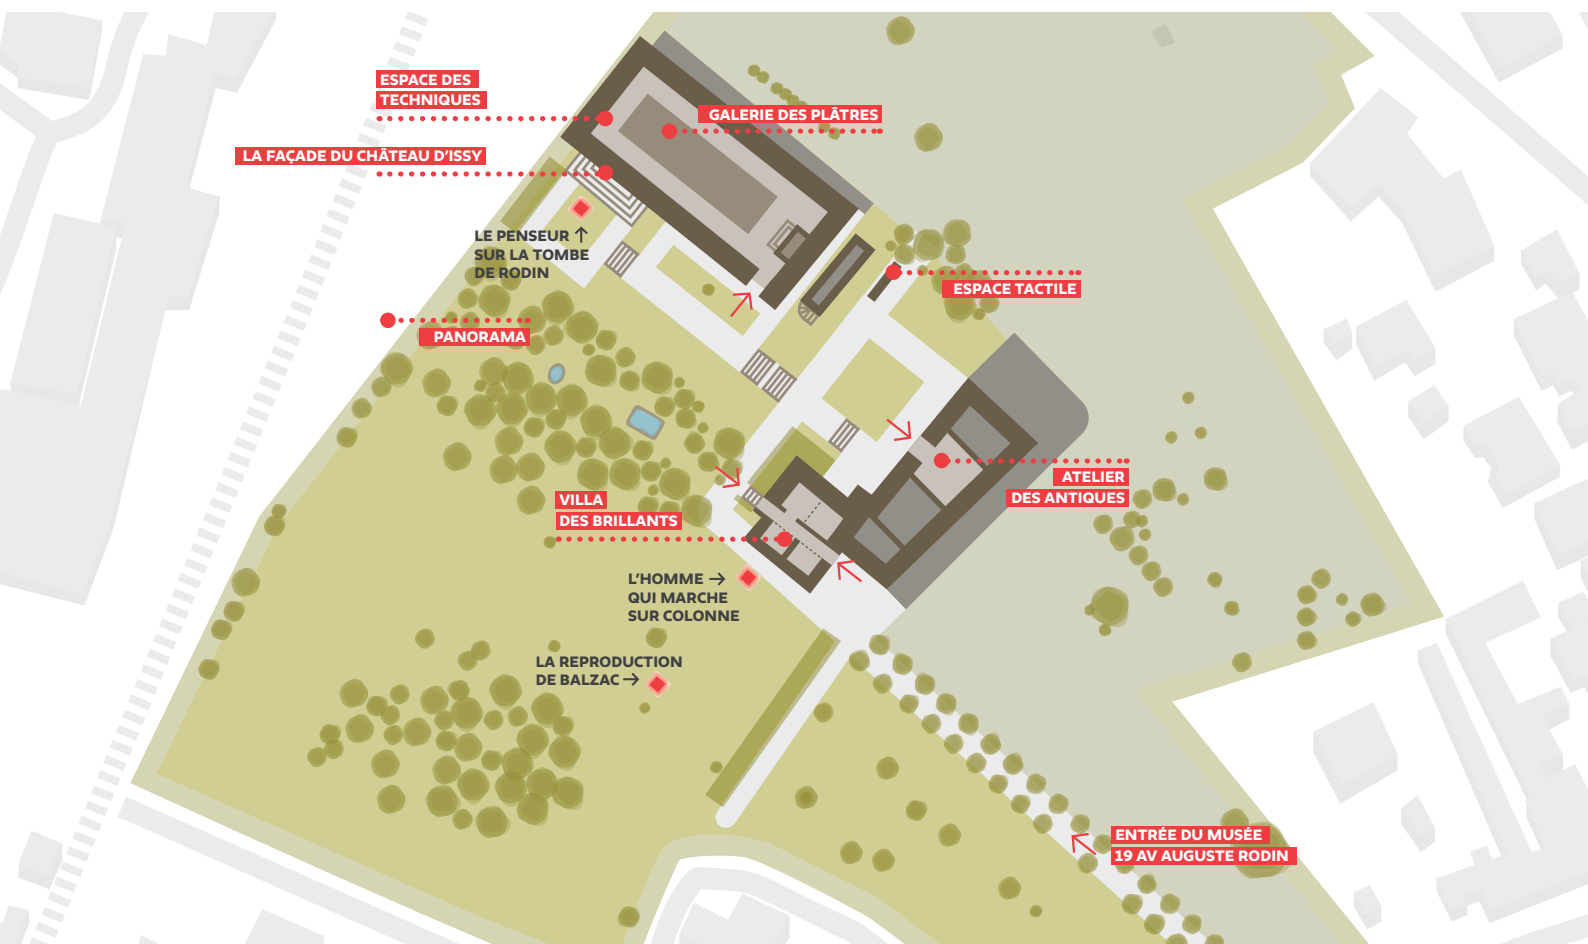 ESPACE DES
TECHNIQUES
GALERIE DES PLÂTRES
LA FAÇADE DU CHÂTEAU D'ISSY
LE PENSEUR ↑
SUR LA TOMBE
DE RODIN
ESPACE TACTILE
PANORAMA
ATELIER
DES ANTIQUES
VILLA
DES BRILLANTS
L'HOMME →
QUI MARCHE
SUR COLONNE
LA REPRODUCTION
DE BALZAC →
ENTRÉE DU MUSÉE
19 AV AUGUSTE RODIN